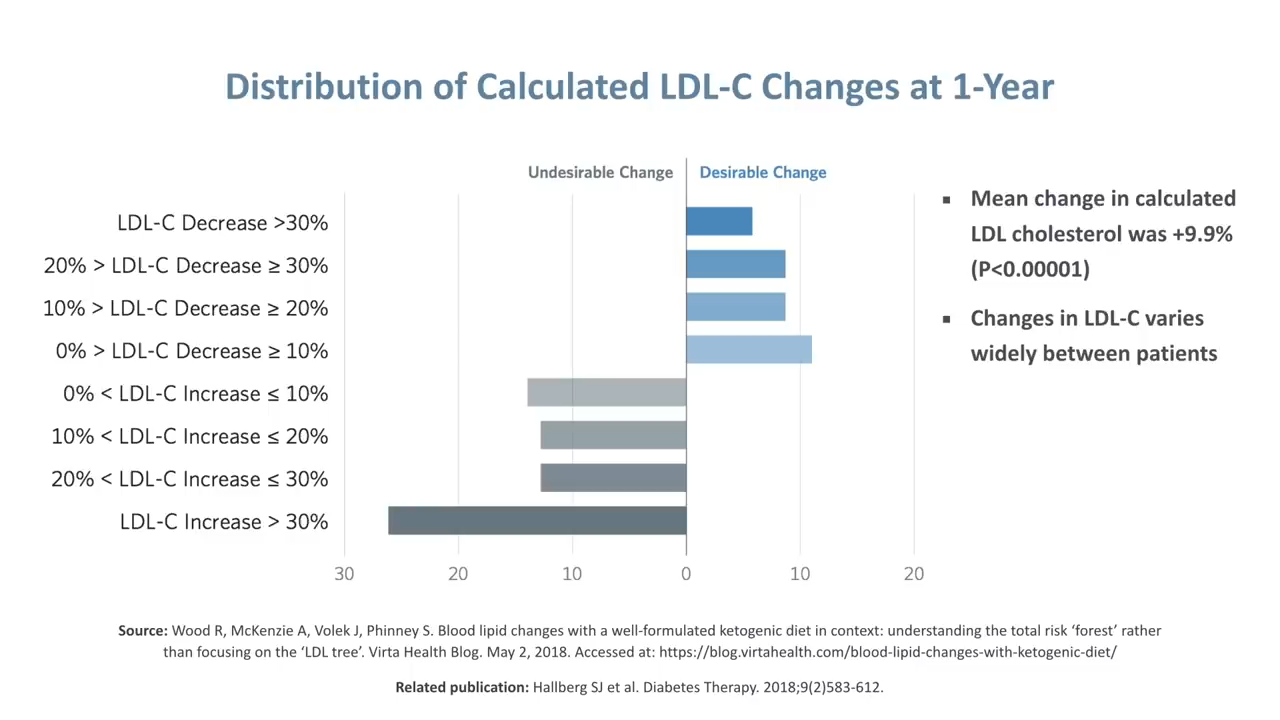 Distribution of Calculated LDL-C Changes at 1-Year
Undesirable Change
Desirable Change
LDL-C Decrease >30%
20% > LDL-C Decrease ≥ 30%
10% > LDL-C Decrease ≥ 20%
0% > LDL-C Decrease ≥ 10%
0% < LDL-C Increase ≤ 10%
10% < LDL-C Increase ≤ 20%
20% < LDL-C Increase ≤ 30%
LDL-C Increase > 30%
30 20 10 0 10 20
▪ Mean change in calculated
LDL cholesterol was +9.9%
(P<0.00001)
▪ Changes in LDL-C varies
widely between patients
Source: Wood R, McKenzie A, Volek J, Phinney S. Blood lipid changes with a well-formulated ketogenic diet in context: understanding the total risk ‘forest’ rather
than focusing on the ‘LDL tree’. Virta Health Blog. May 2, 2018. Accessed at: https://blog.virtahealth.com/blood-lipid-changes-with-ketogenic-diet/
Related publication: Hallberg SJ et al. Diabetes Therapy. 2018;9(2)583-612.